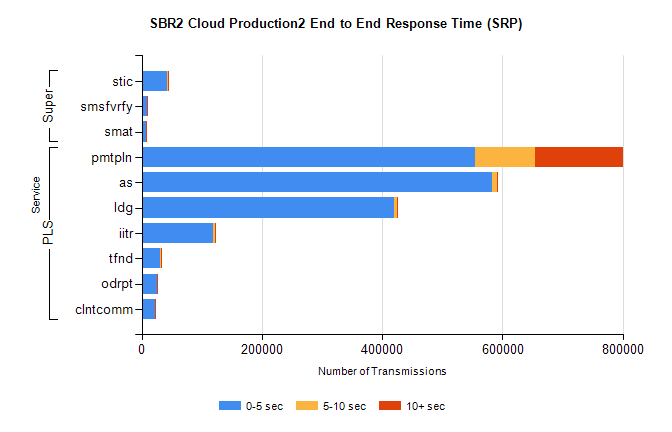 SBR2 Cloud Production2 End to End Response Time (SRP)
Super
stic
smsfvrfy
smat
Service
PLS
pmtpln
as
ldg
iitr
tfnd
odrpt
clntcomm
0 200000 400000 600000 800000
Number of Transmissions
0-5 sec 5-10 sec 10+ sec